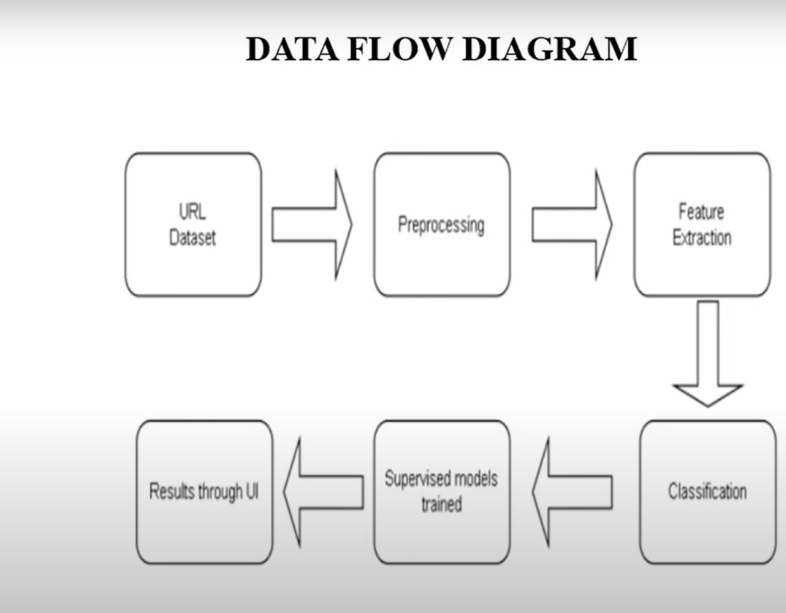 DATA FLOW DIAGRAM
URL
Dataset
Preprocessing
Feature
Extraction
Classification
Supervised models
trained
Results through UI